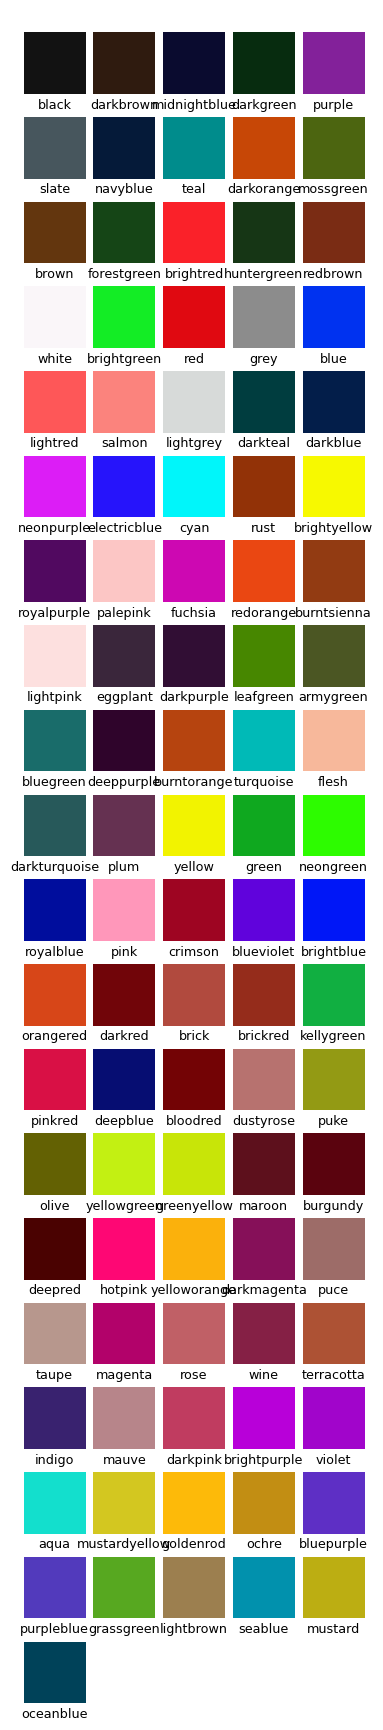 black darkbrown midnightblue darkgreen purple
slate navyblue teal darkorange mossgreen
brown forestgreen brightred huntergreen redbrown
white brightgreen red grey blue
lightred salmon lightgrey darkteal darkblue
neonpurple electricblue cyan rust brightyellow
royalpurple palepink fuchsia redorange burntsienna
lightpink eggplant darkpurple leafgreen armygreen
bluegreen deeppurple burntorange turquoise flesh
darkturquoise plum yellow green neongreen
royalblue pink crimson blueviolet brightblue
orangered darkred brick brickred kellygreen
pinkred deepblue bloodred dustyrose puke
olive yellowgreen greenyellow maroon burgundy
deepred hotpink yelloworange darkmagenta puce
taupe magenta rose wine terracotta
indigo mauve darkpink brightpurple violet
aqua mustardyellow goldenrod ochre bluepurple
purpleblue grassgreen lightbrown seablue mustard
oceanblue